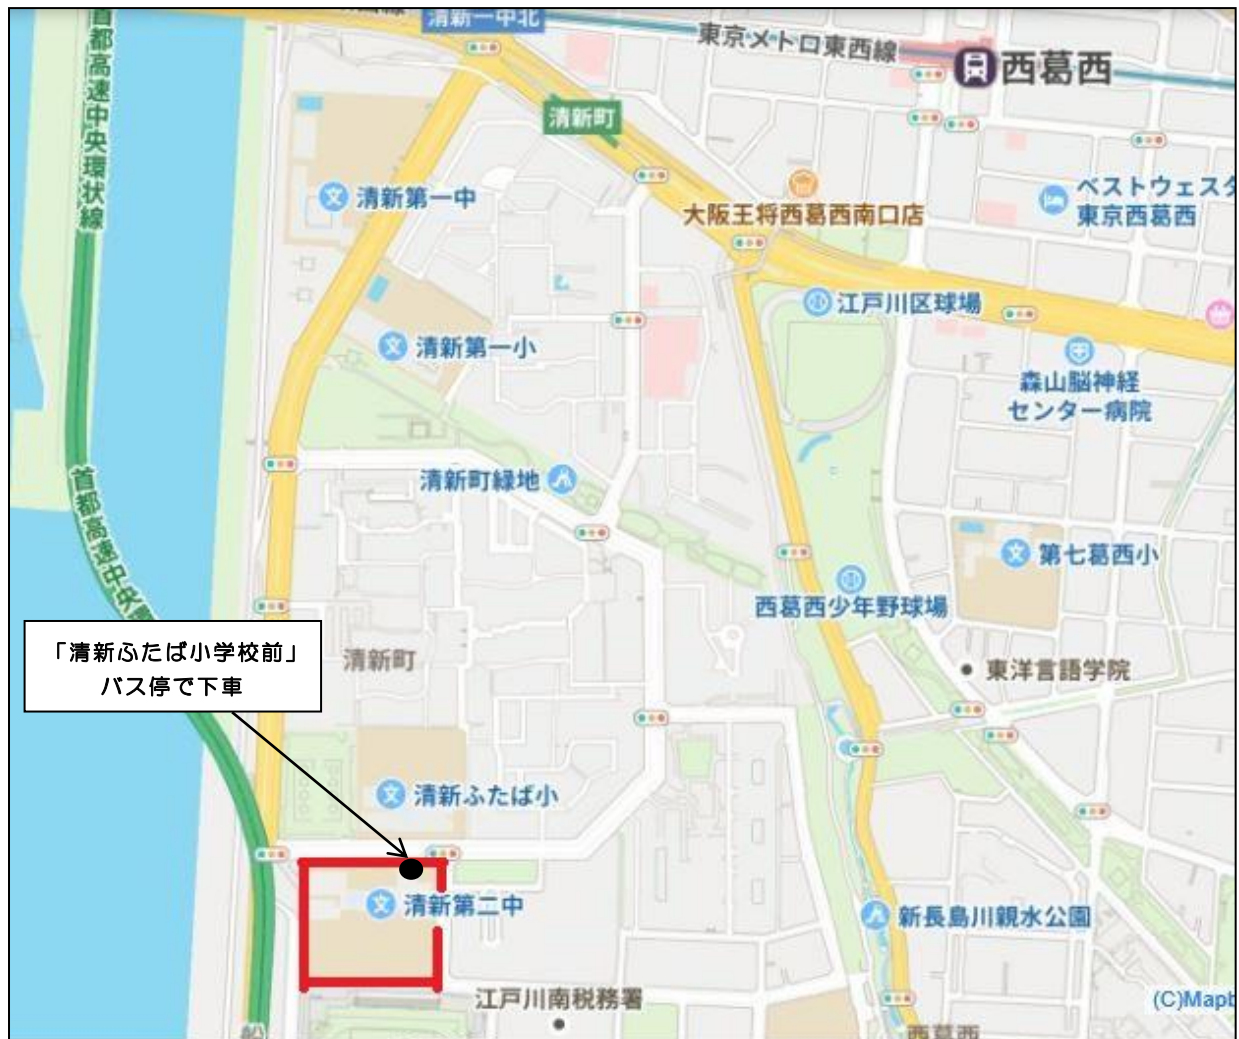 清新一中北
首都高速中央環状線
東京メトロ東西線
西葛西
清新町
清新第一中
大阪王将西葛西南口店
ベストウェスタ
東京西葛西
江戸川区球場
清新第一小
森山脳神経
センター病院
清新町緑地
首都高速中央環
第七葛西小
西葛西少年野球場
「清新ふたば小学校前」
バス停で下車
清新町
東洋言語学院
清新ふたば小
清新第二中
新長島川親水公園
江戸川南税務署
(C)Mapb
西葛西
船